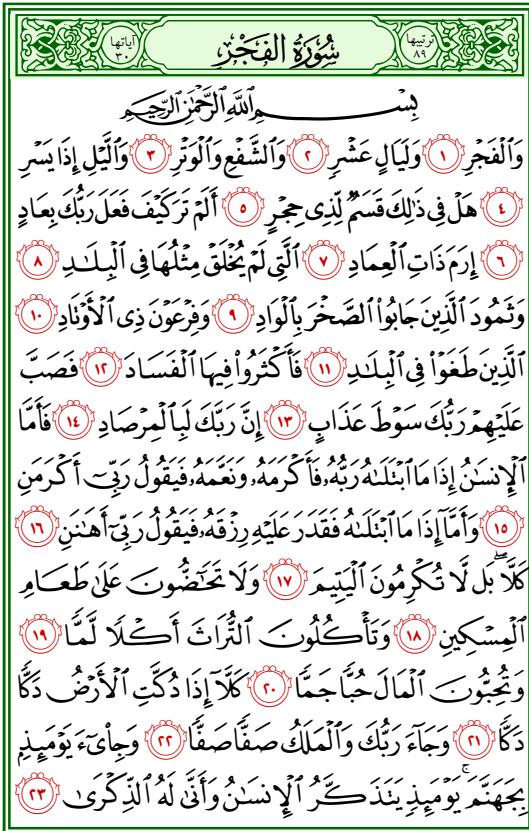 ترتيبها ٨٩ سُورَةُ الفَجْرِ آياتها ٣٠
بِسْمِ اللَّهِ الرَّحْمَٰنِ الرَّحِيمِ
وَٱلْفَجْرِ ١ وَلَيَالٍ عَشْرٍ ٢ وَٱلشَّفْعِ وَٱلْوَتْرِ ٣ وَٱلَّيْلِ إِذَا يَسْرِ
٤ هَلْ فِى ذَٰلِكَ قَسَمٌ لِّذِى حِجْرٍ ٥ أَلَمْ تَرَ كَيْفَ فَعَلَ رَبُّكَ بِعَادٍ
٦ إِرَمَ ذَاتِ ٱلْعِمَادِ ٧ ٱلَّتِى لَمْ يُخْلَقْ مِثْلُهَا فِى ٱلْبِلَٰدِ ٨
وَثَمُودَ ٱلَّذِينَ جَابُوا۟ ٱلصَّخْرَ بِٱلْوَادِ ٩ وَفِرْعَوْنَ ذِى ٱلْأَوْتَادِ ١٠
ٱلَّذِينَ طَغَوْا۟ فِى ٱلْبِلَٰدِ ١١ فَأَكْثَرُوا۟ فِيهَا ٱلْفَسَادَ ١٢ فَصَبَّ
عَلَيْهِمْ رَبُّكَ سَوْطَ عَذَابٍ ١٣ إِنَّ رَبَّكَ لَبِٱلْمِرْصَادِ ١٤ فَأَمَّا
ٱلْإِنسَٰنُ إِذَا مَا ٱبْتَلَىٰهُ رَبُّهُۥ فَأَكْرَمَهُۥ وَنَعَّمَهُۥ فَيَقُولُ رَبِّىٓ أَكْرَمَنِ
١٥ وَأَمَّآ إِذَا مَا ٱبْتَلَىٰهُ فَقَدَرَ عَلَيْهِ رِزْقَهُۥ فَيَقُولُ رَبِّىٓ أَهَٰنَنِ ١٦
كَلَّا ۖ بَل لَّا تُكْرِمُونَ ٱلْيَتِيمَ ١٧ وَلَا تَحَٰٓضُّونَ عَلَىٰ طَعَامِ
ٱلْمِسْكِينِ ١٨ وَتَأْكُلُونَ ٱلتُّرَاثَ أَكْلًا لَّمًّا ١٩
وَتُحِبُّونَ ٱلْمَالَ حُبًّا جَمًّا ٢٠ كَلَّآ إِذَا دُكَّتِ ٱلْأَرْضُ دَكًّا
دَكًّا ٢١ وَجَآءَ رَبُّكَ وَٱلْمَلَكُ صَفًّا صَفًّا ٢٢ وَجِا۟ىٓءَ يَوْمَئِذٍۭ
بِجَهَنَّمَ ۚ يَوْمَئِذٍ يَتَذَكَّرُ ٱلْإِنسَٰنُ وَأَنَّىٰ لَهُ ٱلذِّكْرَىٰ ٢٣